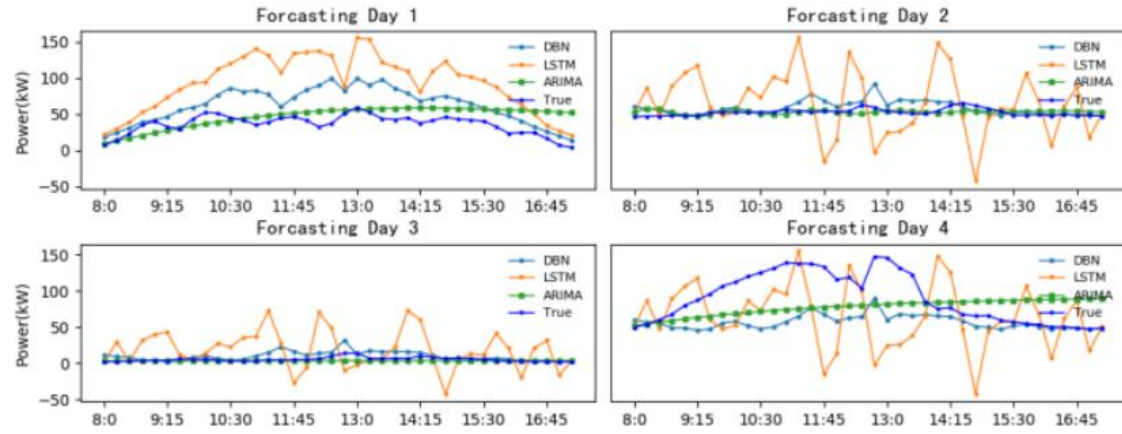 Forcasting Day 1
Power(kW)
150
100
50
0
−50
DBN
LSTM
ARIMA
True
8:0 9:15 10:30 11:45 13:0 14:15 15:30 16:45
Forcasting Day 2
DBN
LSTM
ARIMA
True
8:0 9:15 10:30 11:45 13:0 14:15 15:30 16:45
Forcasting Day 3
Power(kW)
150
100
50
0
−50
DBN
LSTM
ARIMA
True
8:0 9:15 10:30 11:45 13:0 14:15 15:30 16:45
Forcasting Day 4
DBN
LSTM
ARIMA
True
8:0 9:15 10:30 11:45 13:0 14:15 15:30 16:45